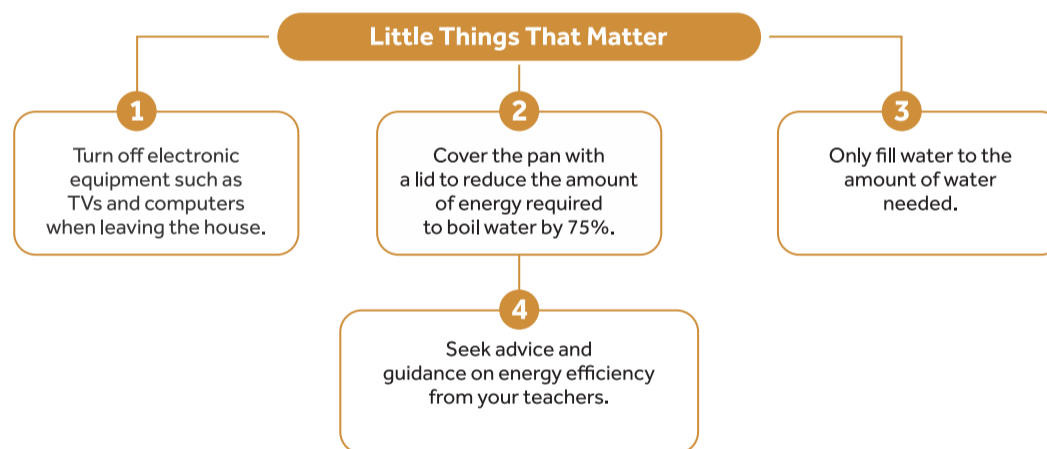 Little Things That Matter
1
Turn off electronic
equipment such as
TVs and computers
when leaving the house.
2
Cover the pan with
a lid to reduce the amount
of energy required
to boil water by 75%.
3
Only fill water to the
amount of water
needed.
4
Seek advice and
guidance on energy efficiency
from your teachers.